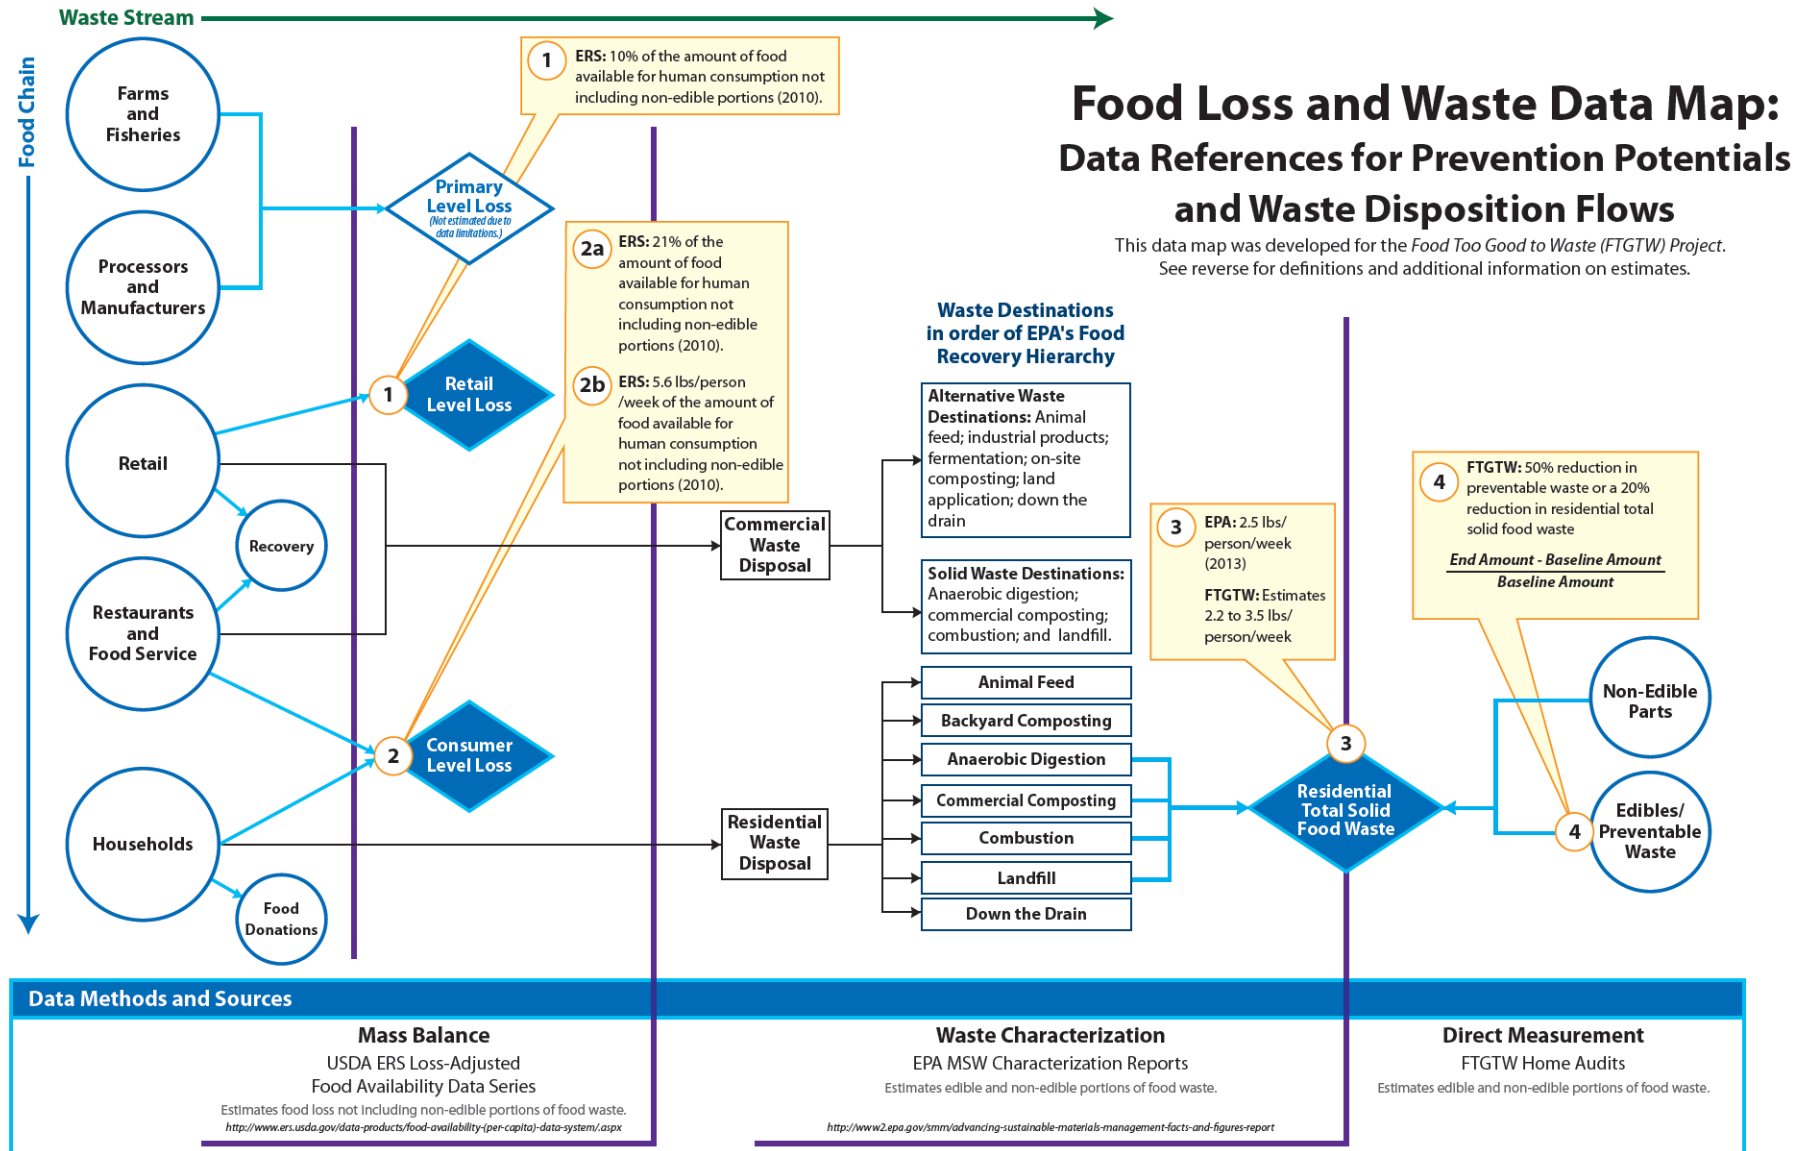 Waste Stream
Food Chain
Food Loss and Waste Data Map:
Data References for Prevention Potentials
and Waste Disposition Flows
This data map was developed for the Food Too Good to Waste (FTGTW) Project.
See reverse for definitions and additional information on estimates.
Farms
and
Fisheries
Processors
and
Manufacturers
Retail
Recovery
Restaurants
and
Food Service
Households
Food
Donations
1
ERS: 10% of the amount of food
available for human consumption not
including non-edible portions (2010).
Primary
Level Loss
(Not estimated due to
data limitations.)
1
Retail
Level Loss
2a
ERS: 21% of the
amount of food
available for human
consumption not
including non-edible
portions (2010).
2b
ERS: 5.6 lbs/person
/week of the amount of
food available for
human consumption
not including non-edible
portions (2010).
2
Consumer
Level Loss
Commercial
Waste
Disposal
Residential
Waste
Disposal
Waste Destinations
in order of EPA's Food
Recovery Hierarchy
Alternative Waste
Destinations: Animal
feed; industrial products;
fermentation; on-site
composting; land
application; down the
drain
Solid Waste Destinations:
Anaerobic digestion;
commercial composting;
combustion; and landfill.
Animal Feed
Backyard Composting
Anaerobic Digestion
Commercial Composting
Combustion
Landfill
Down the Drain
3
EPA: 2.5 lbs/
person/week
(2013)
FTGTW: Estimates
2.2 to 3.5 lbs/
person/week
3
Residential
Total Solid
Food Waste
4
FTGTW: 50% reduction in
preventable waste or a 20%
reduction in residential total
solid food waste
End Amount - Baseline Amount
Baseline Amount
Non-Edible
Parts
4
Edibles/
Preventable
Waste
Data Methods and Sources
Mass Balance
USDA ERS Loss-Adjusted
Food Availability Data Series
Estimates food loss not including non-edible portions of food waste.
http://www.ers.usda.gov/data-products/food-availability-(per-capita)-data-system/.aspx
Waste Characterization
EPA MSW Characterization Reports
Estimates edible and non-edible portions of food waste.
http://www2.epa.gov/smm/advancing-sustainable-materials-management-facts-and-figures-report
Direct Measurement
FTGTW Home Audits
Estimates edible and non-edible portions of food waste.